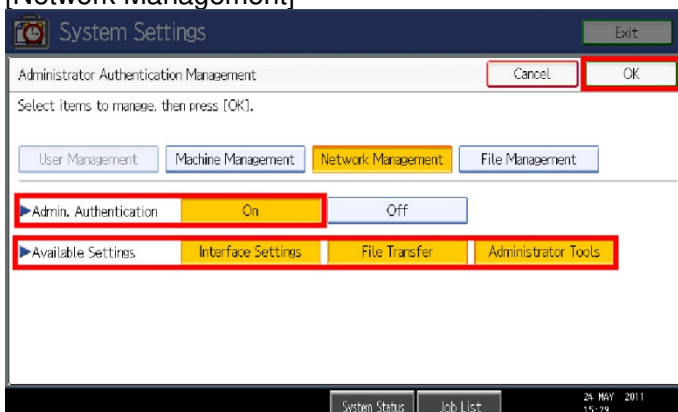 [Network Management]
System Settings
Exit
Administrator Authentication Management
Cancel
OK
Select items to manage, then press [OK].
User Management
Machine Management
Network Management
File Management
▶Admin. Authentication
On
Off
▶Available Settings
Interface Settings
File Transfer
Administrator Tools
System Status
Job List
24 MAY 2011
15:29